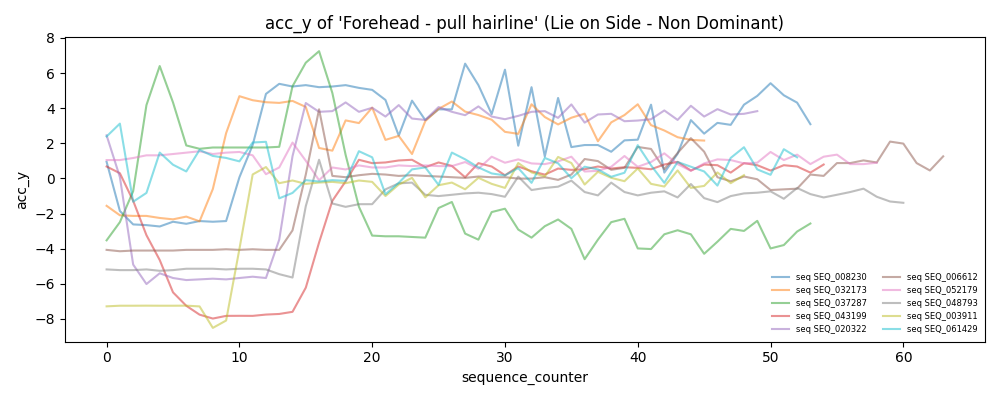 acc_y of 'Forehead - pull hairline' (Lie on Side - Non Dominant)
8
6
4
2
0
−2
−4
−6
−8
acc_y
0 10 20 30 40 50 60
sequence_counter
seq SEQ_008230 seq SEQ_006612
seq SEQ_032173 seq SEQ_052179
seq SEQ_037287 seq SEQ_048793
seq SEQ_043199 seq SEQ_003911
seq SEQ_020322 seq SEQ_061429